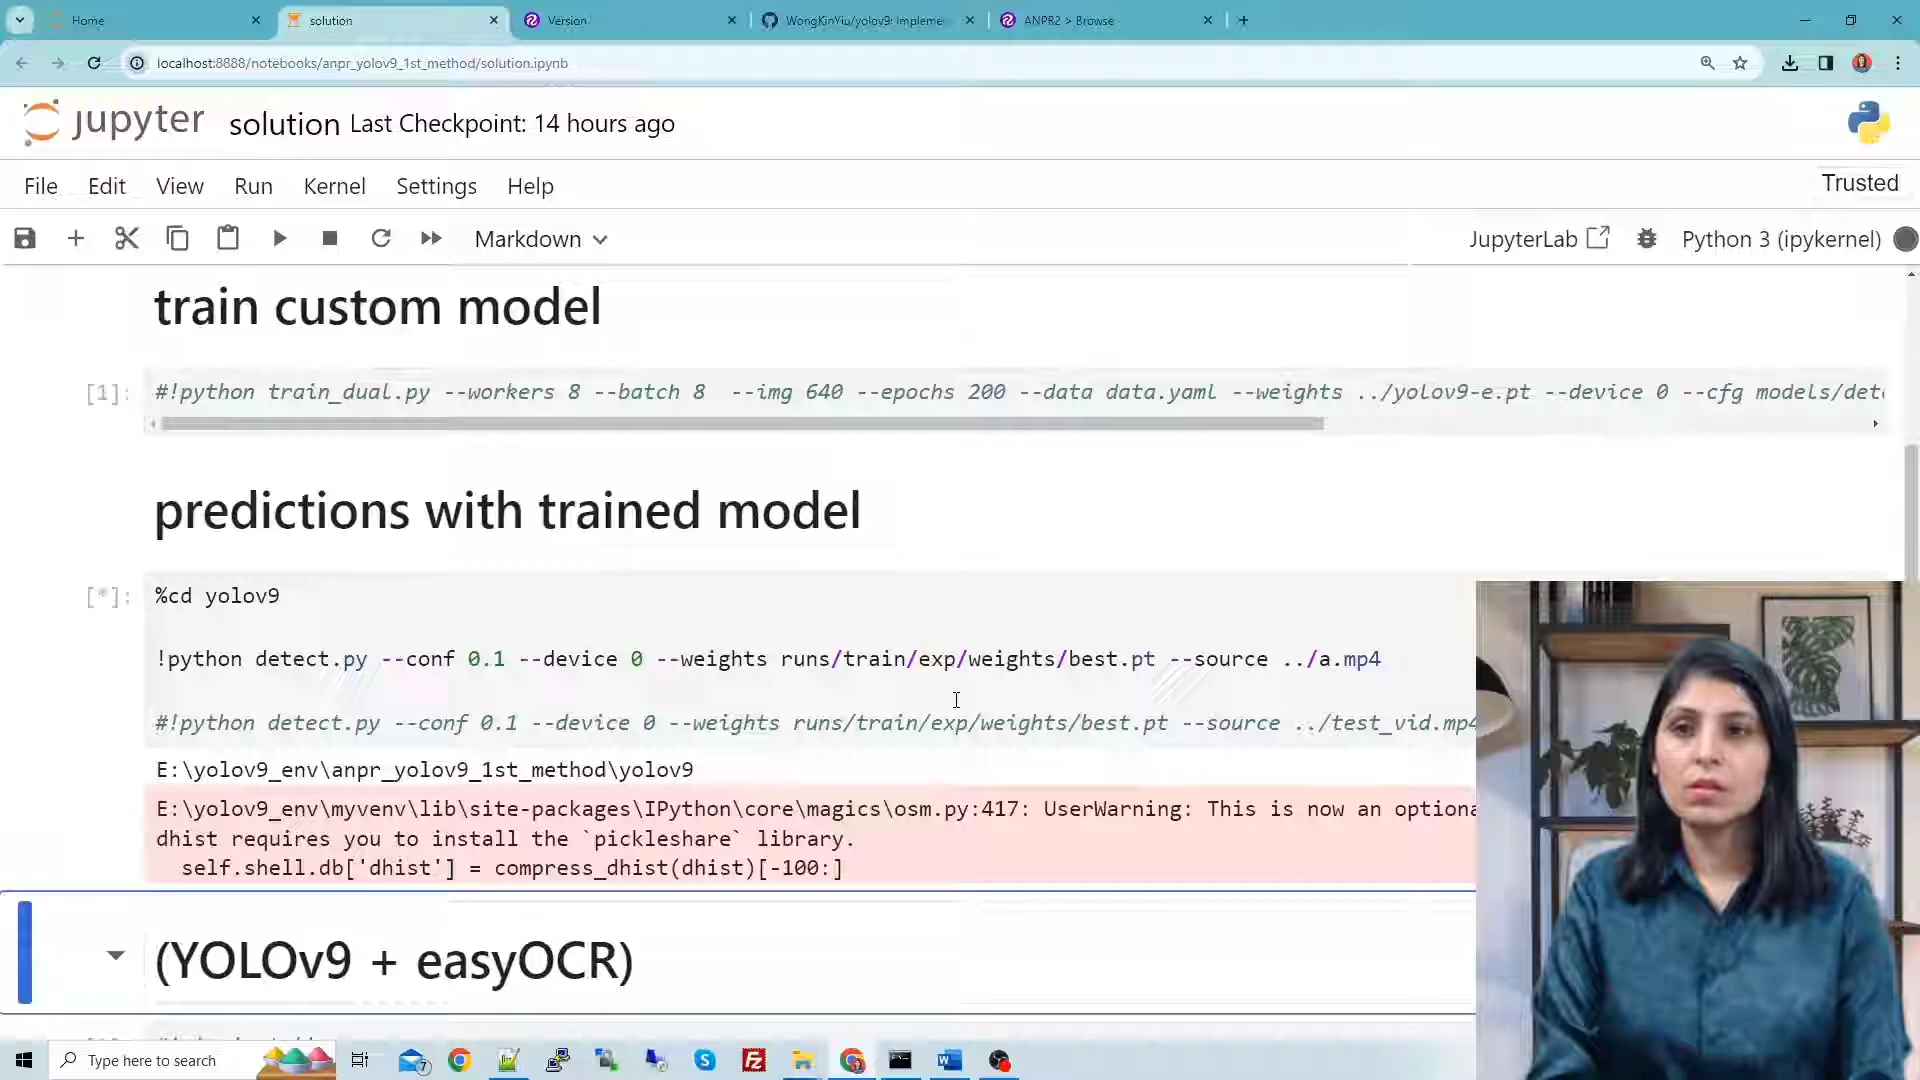 Home
solution
Version
WongKinYiu/yolov9: Impleme
ANPR2 > Browse
localhost:8888/notebooks/anpr_yolov9_1st_method/solution.ipynb
jupyter solution Last Checkpoint: 14 hours ago
File Edit View Run Kernel Settings Help
Trusted
Markdown
JupyterLab
Python 3 (ipykernel)
train custom model
[1]: #!python train_dual.py --workers 8 --batch 8 --img 640 --epochs 200 --data data.yaml --weights ../yolov9-e.pt --device 0 --cfg models/det
predictions with trained model
[*]: %cd yolov9
!python detect.py --conf 0.1 --device 0 --weights runs/train/exp/weights/best.pt --source ../a.mp4
#!python detect.py --conf 0.1 --device 0 --weights runs/train/exp/weights/best.pt --source ../test_vid.mp4
E:\yolov9_env\anpr_yolov9_1st_method\yolov9
E:\yolov9_env\myvenv\lib\site-packages\IPython\core\magics\osm.py:417: UserWarning: This is now an optiona
dhist requires you to install the `pickleshare` library.
self.shell.db['dhist'] = compress_dhist(dhist)[-100:]
(YOLOv9 + easyOCR)
Type here to search
7